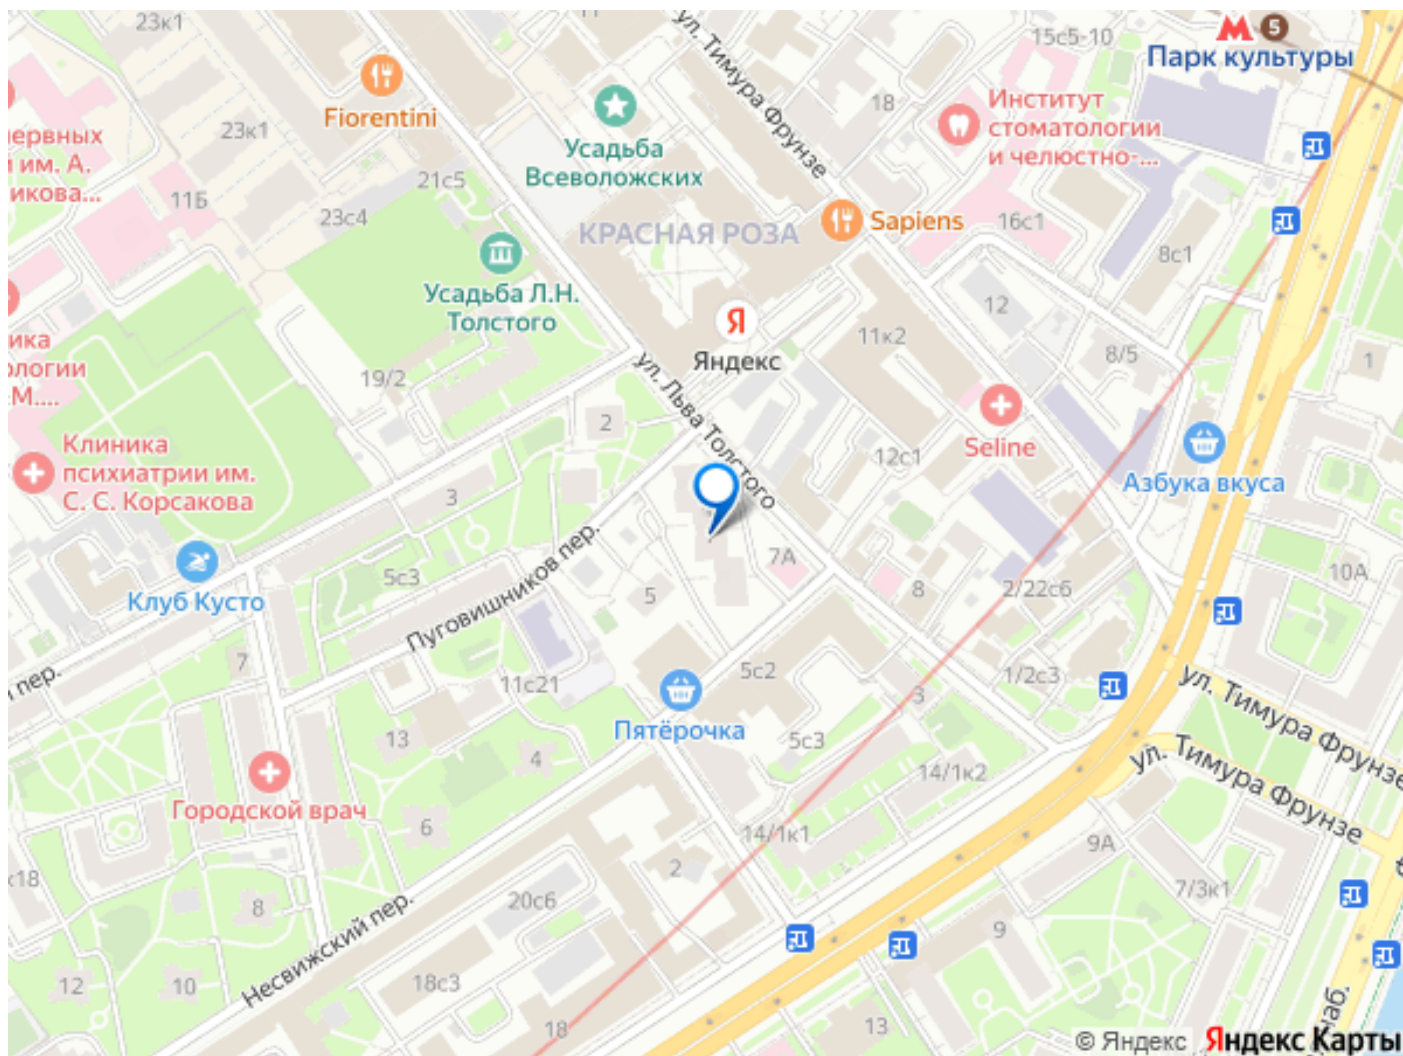 23к1
15с5-10
5
Парк культуры
ул. Тимура Фрунзе
Fiorentini
18
Институт
стоматологии
и челюстно-...
23к1
Усадьба
Всеволожских
им. А.
21с5
11Б
23с4
КРАСНАЯ РОЗА
Sapiens
16с1
8с1
Усадьба Л.Н.
Толстого
12
Я
Яндекс
11к2
8/5
1
19/2
ул. Льва Толстого
2
Клиника
психиатрии им.
С. С. Корсакова
Seline
12с1
Азбука вкуса
3
Пуговишников пер.
7А
5с3
5
8
2/22с6
10А
Клуб Кусто
7
пер.
11с21
5с2
1/2с3
3
ул. Тимура Фрунзе
Пятёрочка
13
4
5с3
14/1к2
ул. Тимура Фрунзе
Городской врач
6
14/1к1
9А
2
7/3к1
20с6
8
Несвижский пер.
9
12
10
18с3
18
13
наб.
© Яндекс Яндекс Карты